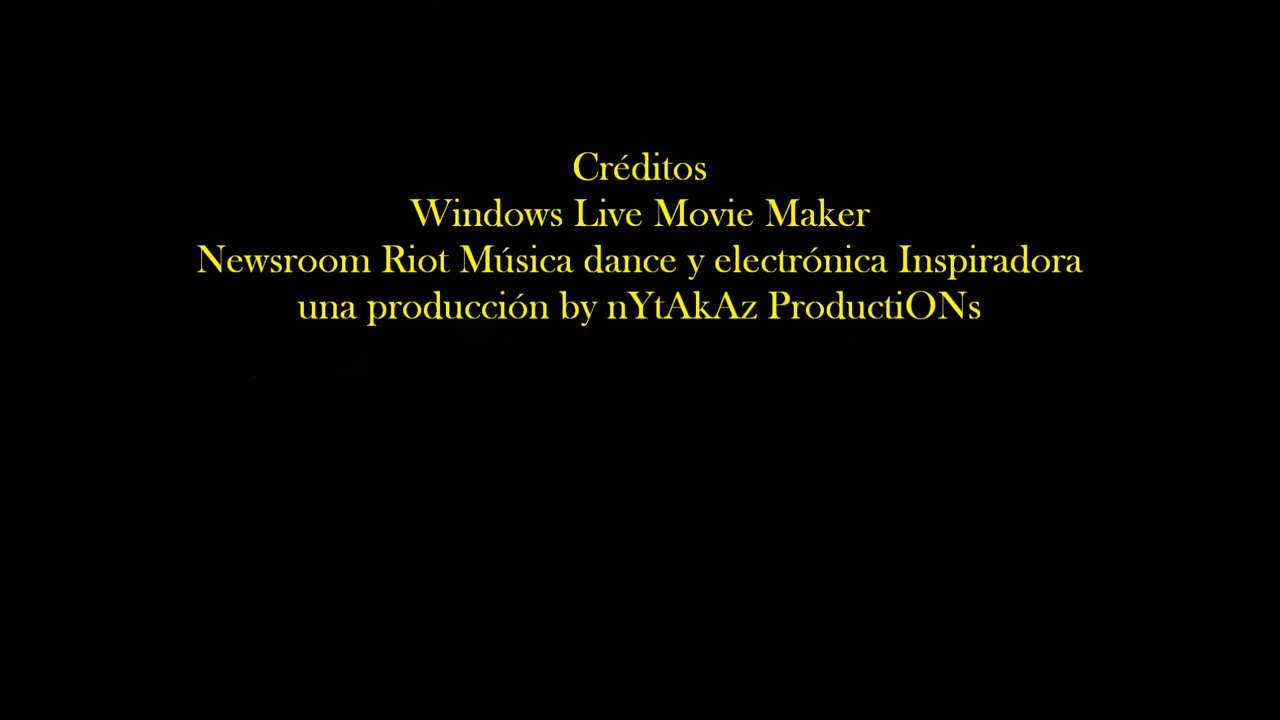 Créditos
Windows Live Movie Maker
Newsroom Riot Música dance y electrónica Inspiradora
una producción by nYtAkAz ProductiONs